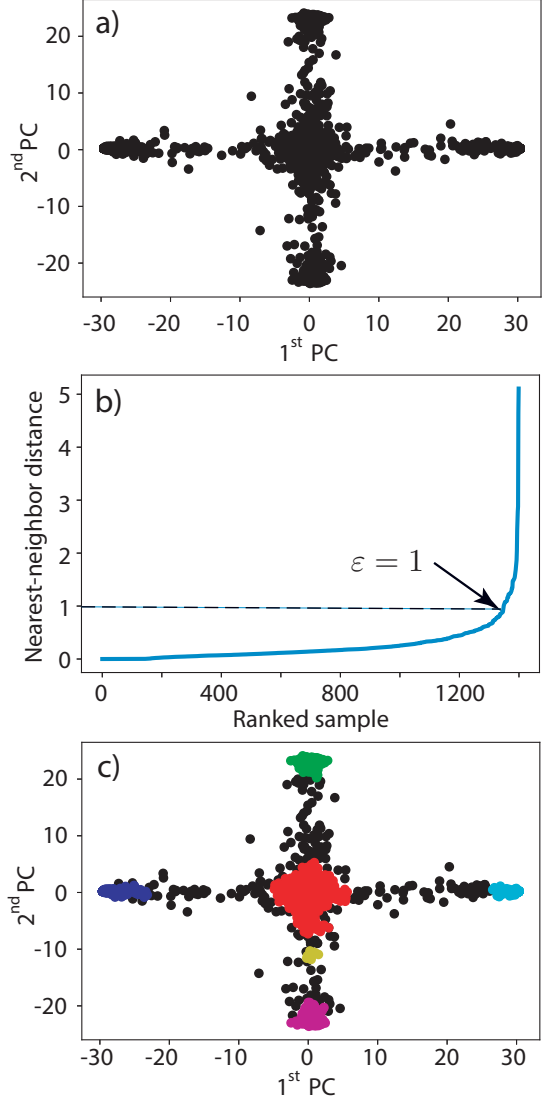 a)
20
10
0
-10
-20
2nd PC
-30 -20 -10 0 10 20 30
1st PC
b)
5
4
3
2
1
0
Nearest-neighbor distance
ε = 1
0 400 800 1200
Ranked sample
c)
20
10
0
-10
-20
2nd PC
-30 -20 -10 0 10 20 30
1st PC